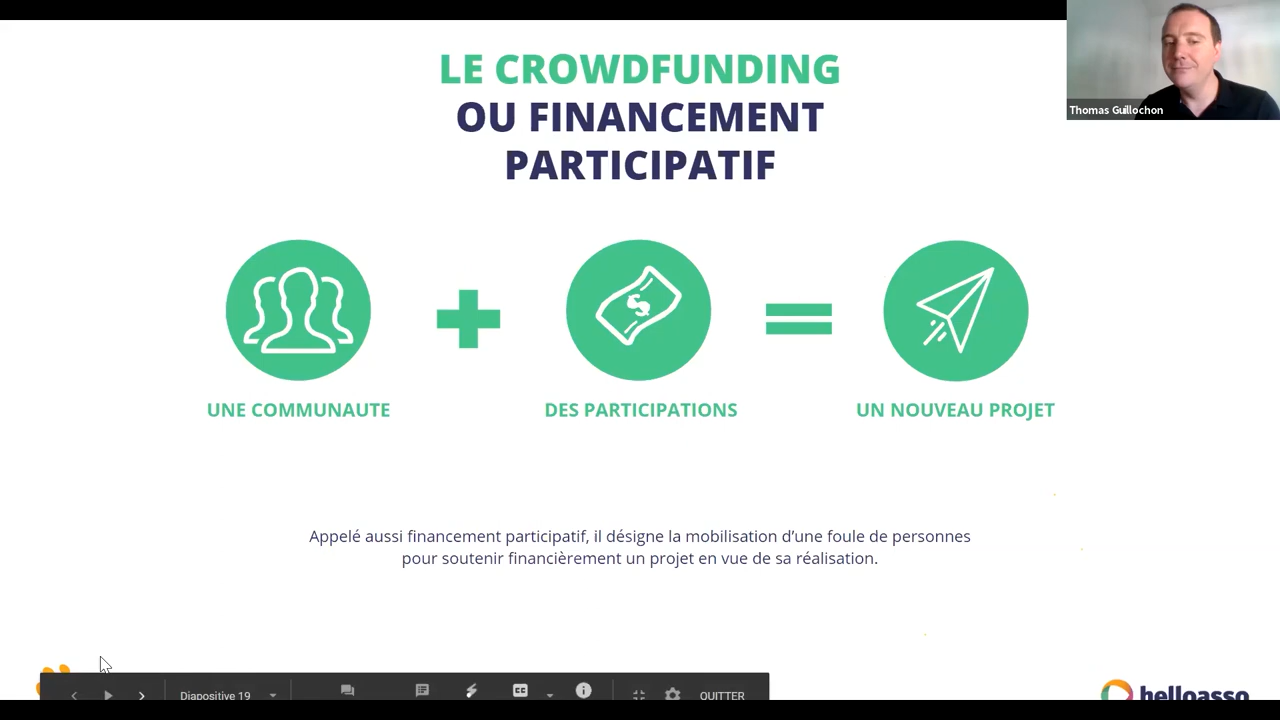 LE CROWDFUNDING
OU FINANCEMENT
PARTICIPATIF
Thomas Guillochon
UNE COMMUNAUTE
DES PARTICIPATIONS
UN NOUVEAU PROJET
Appelé aussi financement participatif, il désigne la mobilisation d’une foule de personnes
pour soutenir financièrement un projet en vue de sa réalisation.
Diapositive 19
CC
QUITTER
helloasso